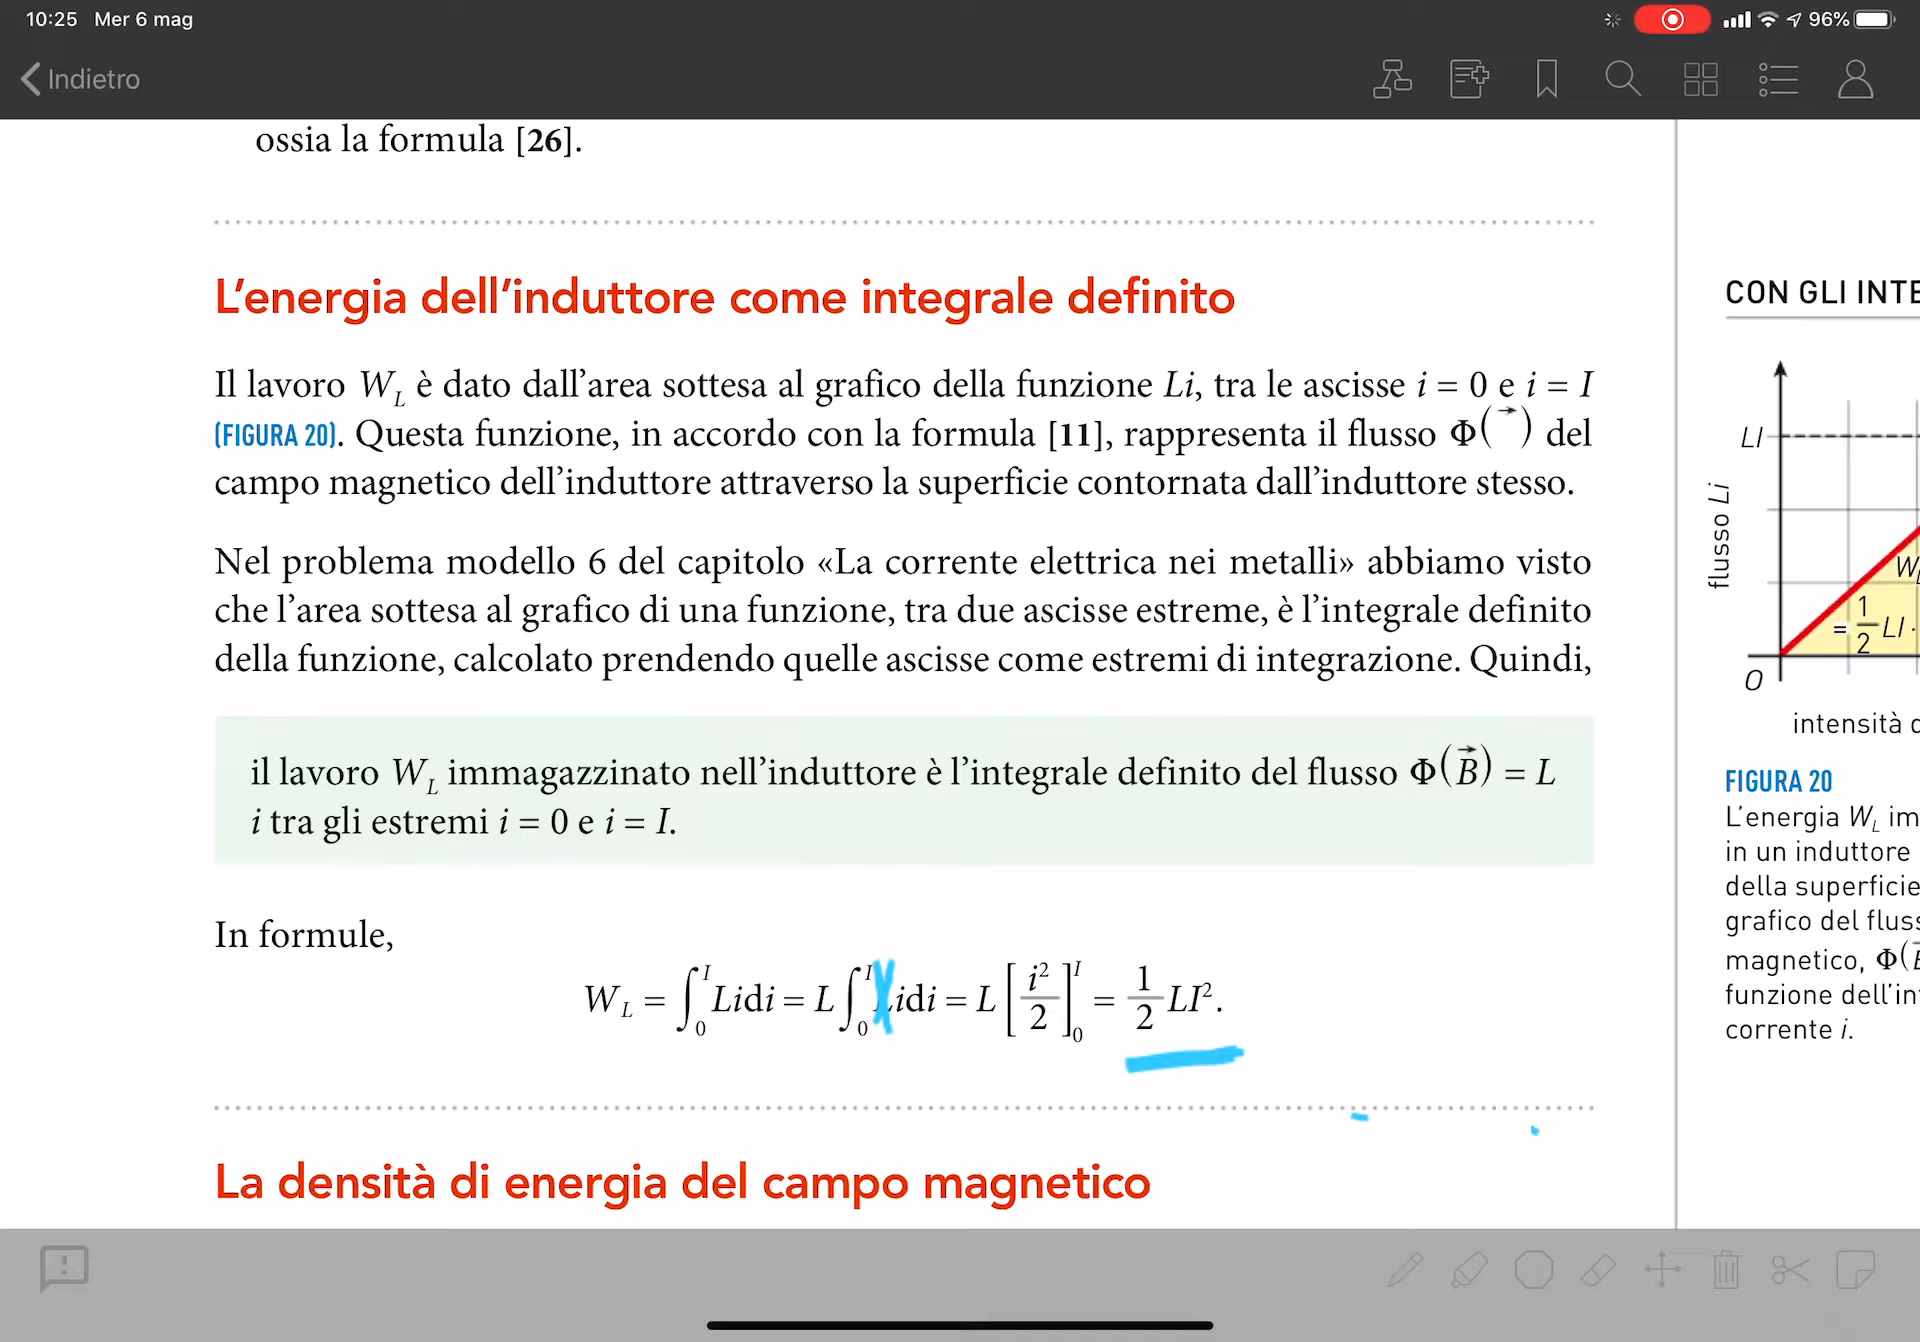 10:25 Mer 6 mag
96%
Indietro
ossia la formula [26].
L’energia dell’induttore come integrale definito
Il lavoro W_L è dato dall’area sottesa al grafico della funzione Li, tra le ascisse i = 0 e i = I
(FIGURA 20). Questa funzione, in accordo con la formula [11], rappresenta il flusso Φ(→) del
campo magnetico dell’induttore attraverso la superficie contornata dall’induttore stesso.
Nel problema modello 6 del capitolo «La corrente elettrica nei metalli» abbiamo visto
che l’area sottesa al grafico di una funzione, tra due ascisse estreme, è l’integrale definito
della funzione, calcolato prendendo quelle ascisse come estremi di integrazione. Quindi,
il lavoro W_L immagazzinato nell’induttore è l’integrale definito del flusso Φ(B⃗) = L
i tra gli estremi i = 0 e i = I.
In formule,
W_L = ∫₀ᴵ Lidi = L∫₀ᴵ Lidi = L[i²/2]₀ᴵ = 1/2 LI².
La densità di energia del campo magnetico
CON GLI INTE
LI
flusso Li
W_L
= 1/2 LI ·
O
intensità
FIGURA 20
L’energia W_L im
in un induttore
della superficie
grafico del fluss
magnetico, Φ(B⃗
funzione dell’in
corrente i.